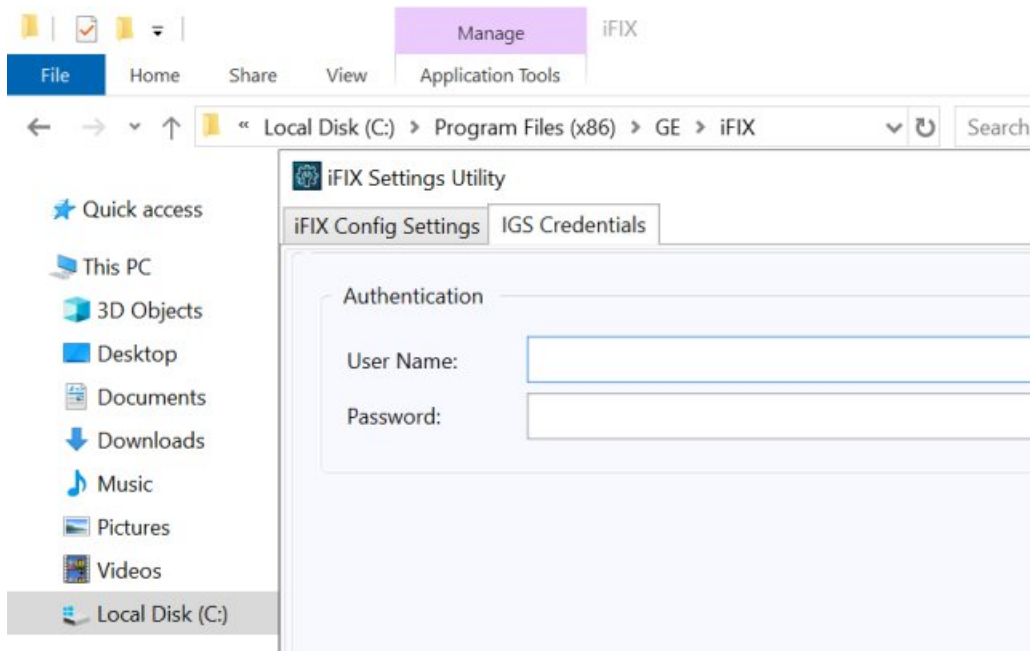 Manage
iFIX
File
Home
Share
View
Application Tools
« Local Disk (C:) > Program Files (x86) > GE > iFIX
Search
iFIX Settings Utility
iFIX Config Settings
IGS Credentials
Quick access
This PC
3D Objects
Desktop
Documents
Downloads
Music
Pictures
Videos
Local Disk (C:)
Authentication
User Name:
Password: